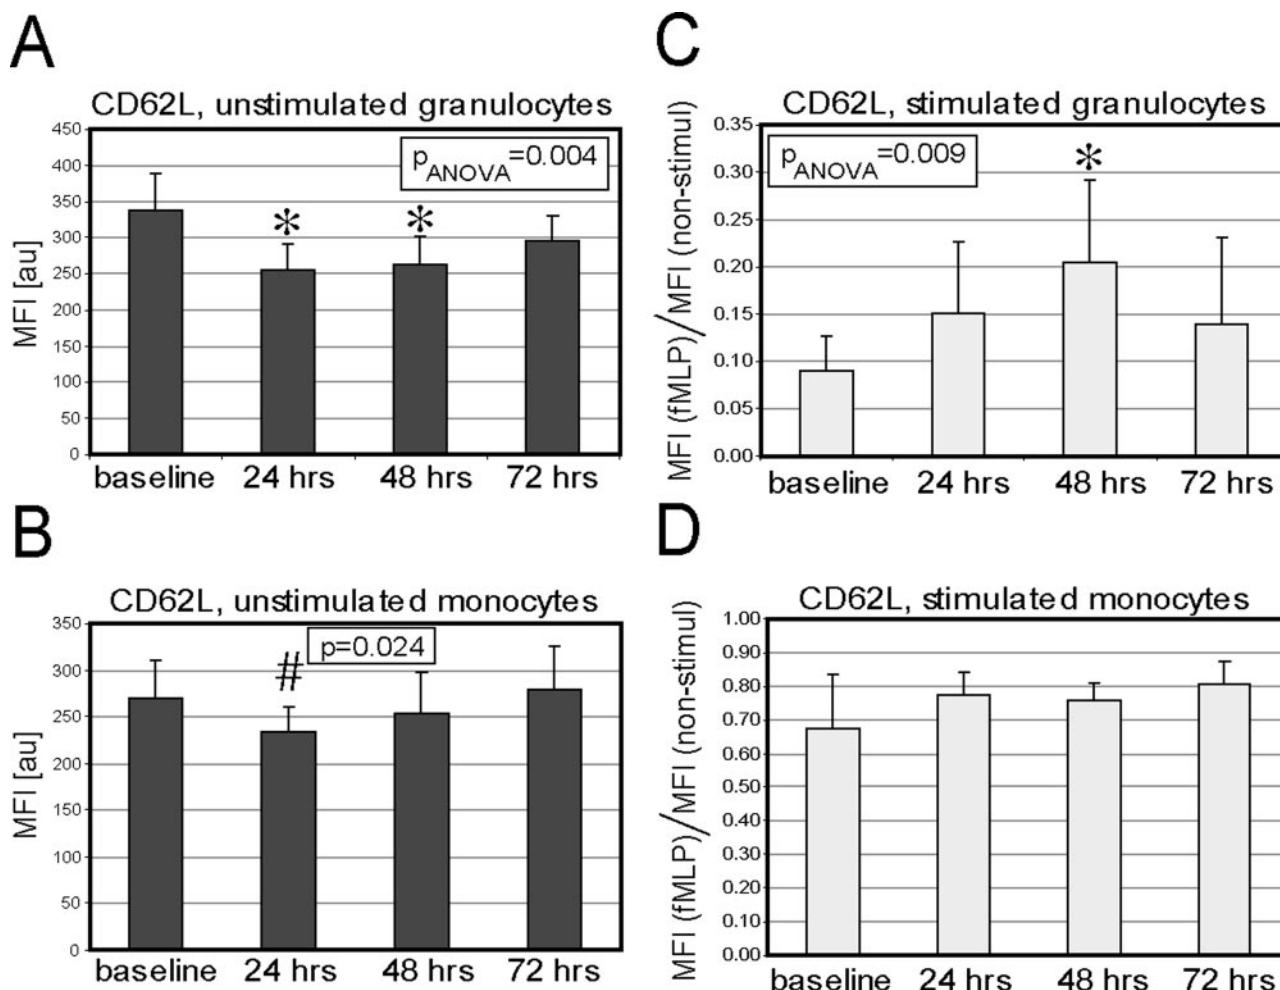 A
CD62L, unstimulated granulocytes
450
400
350
300
250
200
150
100
50
0
MFI [au]
pANOVA=0.004
* *
baseline 24 hrs 48 hrs 72 hrs
B
CD62L, unstimulated monocytes
350
300
250
200
150
100
50
0
MFI [au]
p=0.024
#
baseline 24 hrs 48 hrs 72 hrs
C
CD62L, stimulated granulocytes
0.35
0.30
0.25
0.20
0.15
0.10
0.05
0.00
MFI (fMLP)/MFI (non-stimul)
pANOVA=0.009
*
baseline 24 hrs 48 hrs 72 hrs
D
CD62L, stimulated monocytes
1.00
0.90
0.80
0.70
0.60
0.50
0.40
0.30
0.20
0.10
0.00
MFI (fMLP)/MFI (non-stimul)
baseline 24 hrs 48 hrs 72 hrs